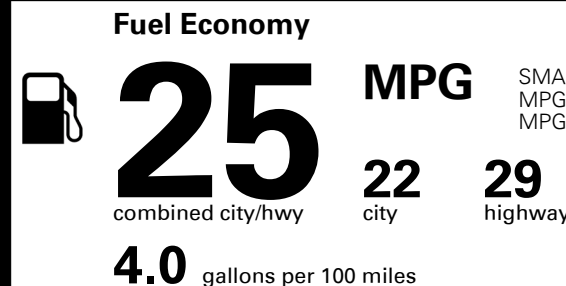 Fuel Economy
25 MPG
SMA
MPG
MPG
22 29
combined city/hwy city highway
4.0 gallons per 100 miles